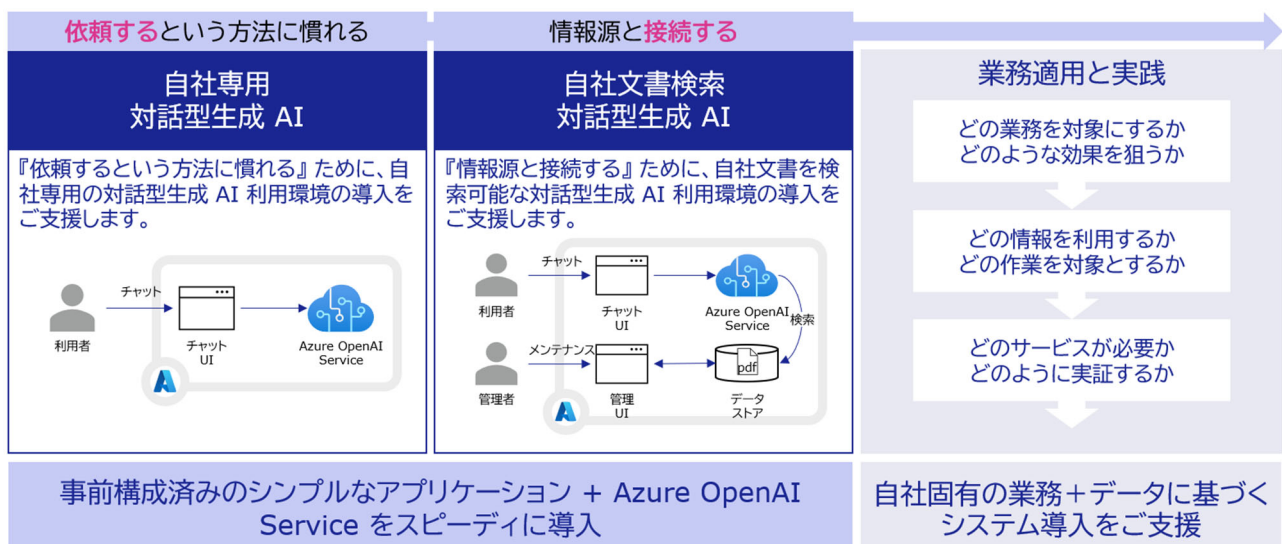 依頼するという方法に慣れる
情報源と接続する
自社専用
対話型生成 AI
『依頼するという方法に慣れる』ために、自
社専用の対話型生成 AI 利用環境の導入を
ご支援します。
利用者
チャット
チャット
UI
Azure OpenAI
Service
自社文書検索
対話型生成 AI
『情報源と接続する』ために、自社文書を検
索可能な対話型生成 AI 利用環境の導入を
ご支援します。
利用者
チャット
チャット
UI
Azure OpenAI
Service
検索
管理者
メンテナンス
管理
UI
pdf
データ
ストア
業務適用と実践
どの業務を対象にするか
どのような効果を狙うか
どの情報を利用するか
どの作業を対象とするか
どのサービスが必要か
どのように実証するか
事前構成済みのシンプルなアプリケーション + Azure OpenAI
Service をスピーディに導入
自社固有の業務＋データに基づく
システム導入をご支援